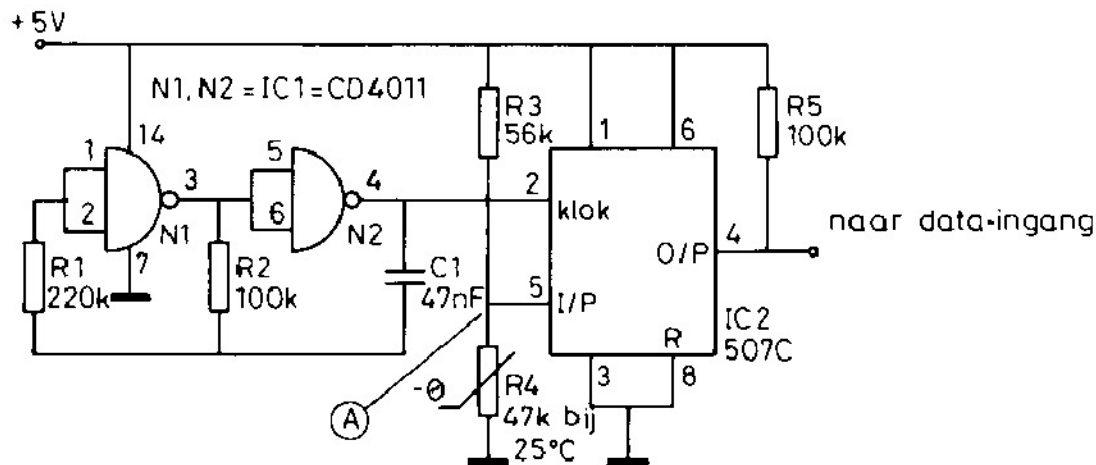 +5V
N1, N2 = IC1 = CD4011
14
1
2
3
N1
7
R1
220k
R2
100k
5
6
4
N2
C1
47nF
R3
56k
A
-θ
R4
47k bij
25°C
1
6
2
klok
5
I/P
O/P
4
R
3
8
IC2
507C
R5
100k
naar data-ingang